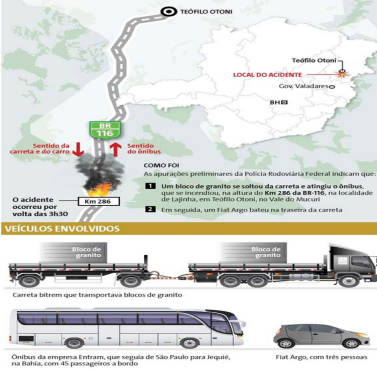 TEÓFILO OTONI
Teófilo Otoni
LOCAL DO ACIDENTE
Gov. Valadares
BH
BR
116
Sentido da
carreta e do carro
Sentido
do ônibus
O acidente
ocorreu por
volta das 3h30
Km 286
COMO FOI
As apurações preliminares da Polícia Rodoviária Federal indicam que:
1 Um bloco de granito se soltou da carreta e atingiu o ônibus,
que se incendiou, na altura do Km 286 da BR-116, na localidade
de Lajinha, em Teófilo Otoni, no Vale do Mucuri
2 Em seguida, um Fiat Argo bateu na traseira da carreta
VEÍCULOS ENVOLVIDOS
Bloco de
granito
Bloco de
granito
Carreta bitrem que transportava blocos de granito
Ônibus da empresa Entram, que seguia de São Paulo para Jequié,
na Bahia, com 45 passageiros a bordo
Fiat Argo, com três pessoas